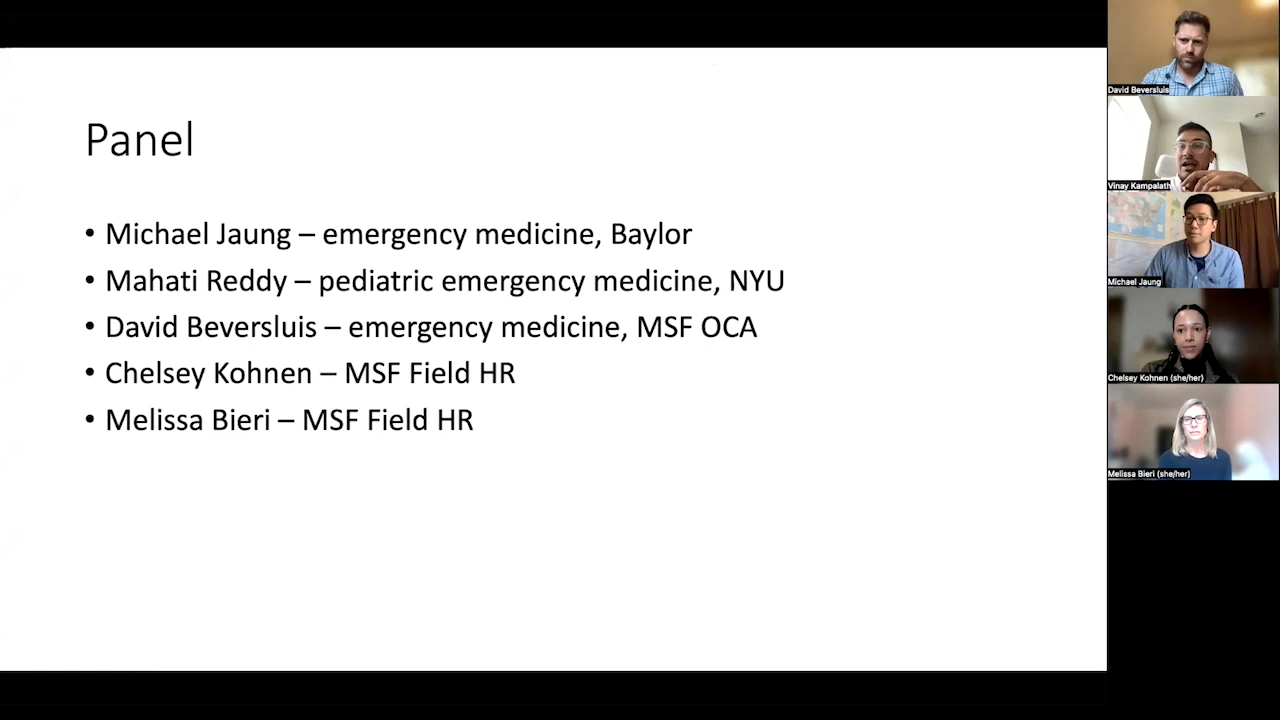 Panel
• Michael Jaung – emergency medicine, Baylor
• Mahati Reddy – pediatric emergency medicine, NYU
• David Beversluis – emergency medicine, MSF OCA
• Chelsey Kohnen – MSF Field HR
• Melissa Bieri – MSF Field HR
David Beversluis
Vinay Kampalath
Michael Jaung
Chelsey Kohnen (she/her)
Melissa Bieri (she/her)